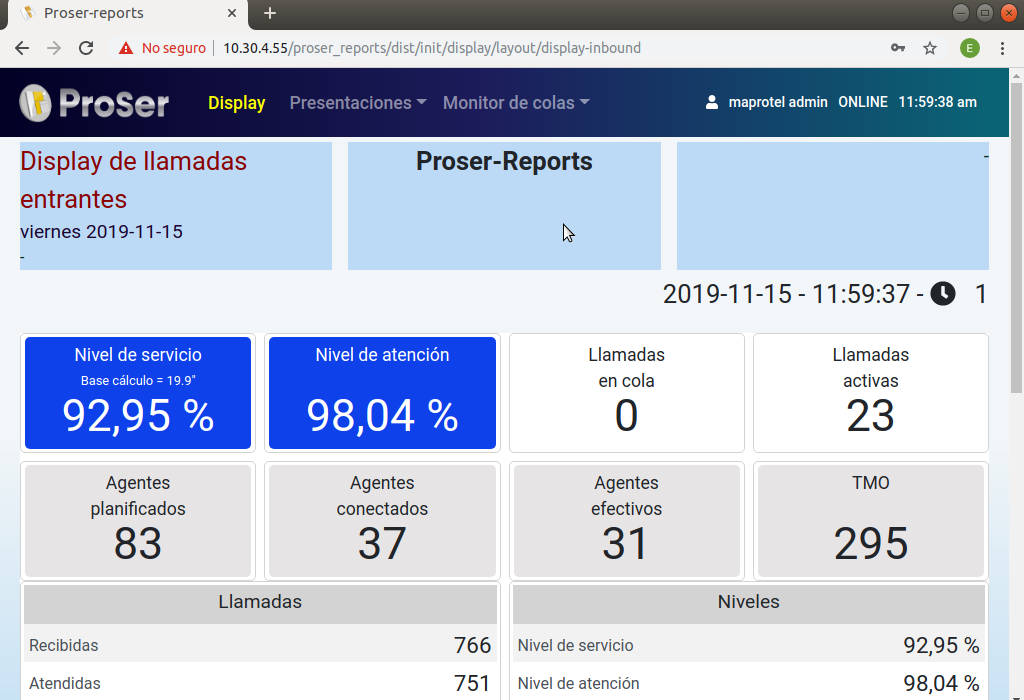 Proser-reports
No seguro
10.30.4.55/proser_reports/dist/init/display/layout/display-inbound
E
ProSer
Display
Presentaciones
Monitor de colas
maprotel admin
ONLINE
11:59:38 am
Display de llamadas
entrantes
viernes 2019-11-15
-
Proser-Reports
-
2019-11-15 - 11:59:37 - 1
Nivel de servicio
Base cálculo = 19.9"
92,95 %
Nivel de atención
98,04 %
Llamadas
en cola
0
Llamadas
activas
23
Agentes
planificados
83
Agentes
conectados
37
Agentes
efectivos
31
TMO
295
Llamadas
Recibidas 766
Atendidas 751
Niveles
Nivel de servicio 92,95 %
Nivel de atención 98,04 %